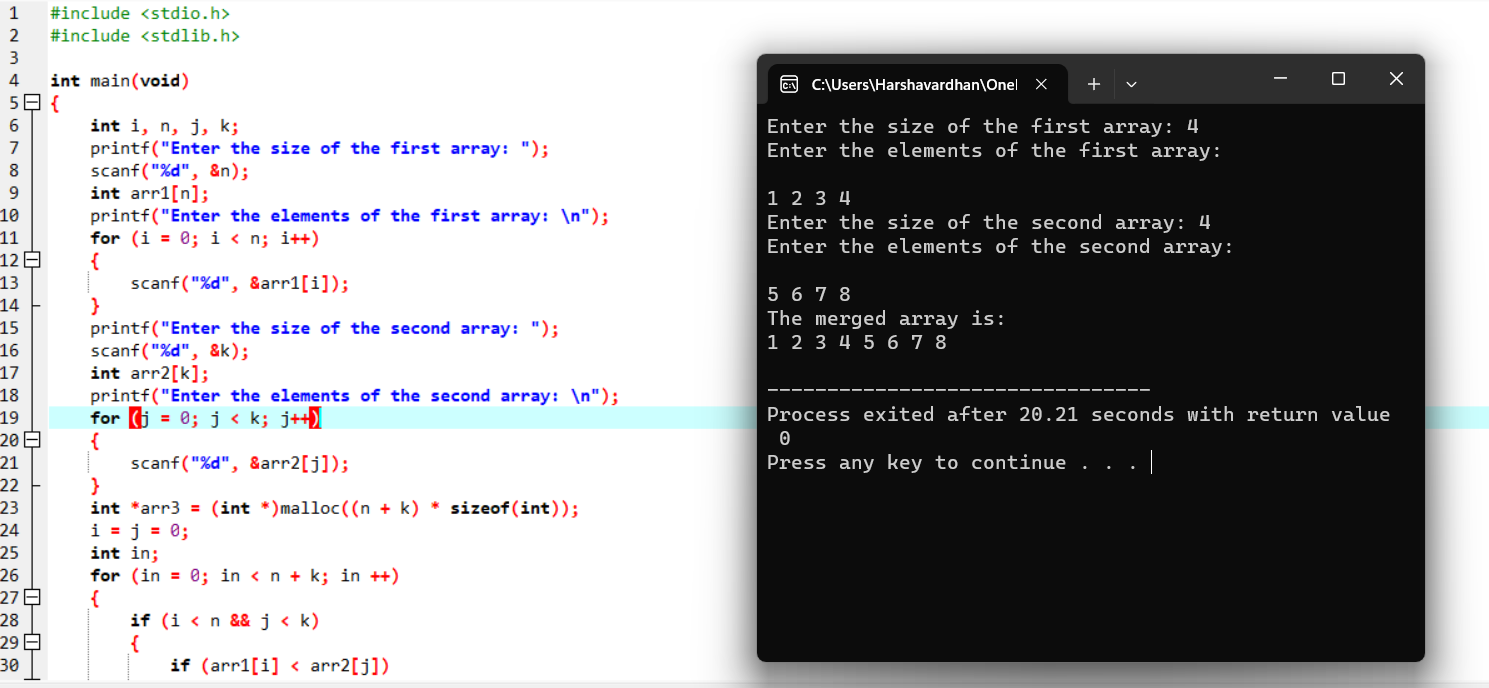 1 #include <stdio.h>
2 #include <stdlib.h>
3
4 int main(void)
5 {
6 int i, n, j, k;
7 printf("Enter the size of the first array: ");
8 scanf("%d", &n);
9 int arr1[n];
10 printf("Enter the elements of the first array: \n");
11 for (i = 0; i < n; i++)
12 {
13 scanf("%d", &arr1[i]);
14 }
15 printf("Enter the size of the second array: ");
16 scanf("%d", &k);
17 int arr2[k];
18 printf("Enter the elements of the second array: \n");
19 for (j = 0; j < k; j++)
20 {
21 scanf("%d", &arr2[j]);
22 }
23 int *arr3 = (int *)malloc((n + k) * sizeof(int));
24 i = j = 0;
25 int in;
26 for (in = 0; in < n + k; in ++)
27 {
28 if (i < n && j < k)
29 {
30 if (arr1[i] < arr2[j])
C:\Users\Harshavardhan\One
Enter the size of the first array: 4
Enter the elements of the first array:
1 2 3 4
Enter the size of the second array: 4
Enter the elements of the second array:
5 6 7 8
The merged array is:
1 2 3 4 5 6 7 8
--------------------------------
Process exited after 20.21 seconds with return value
0
Press any key to continue . . .